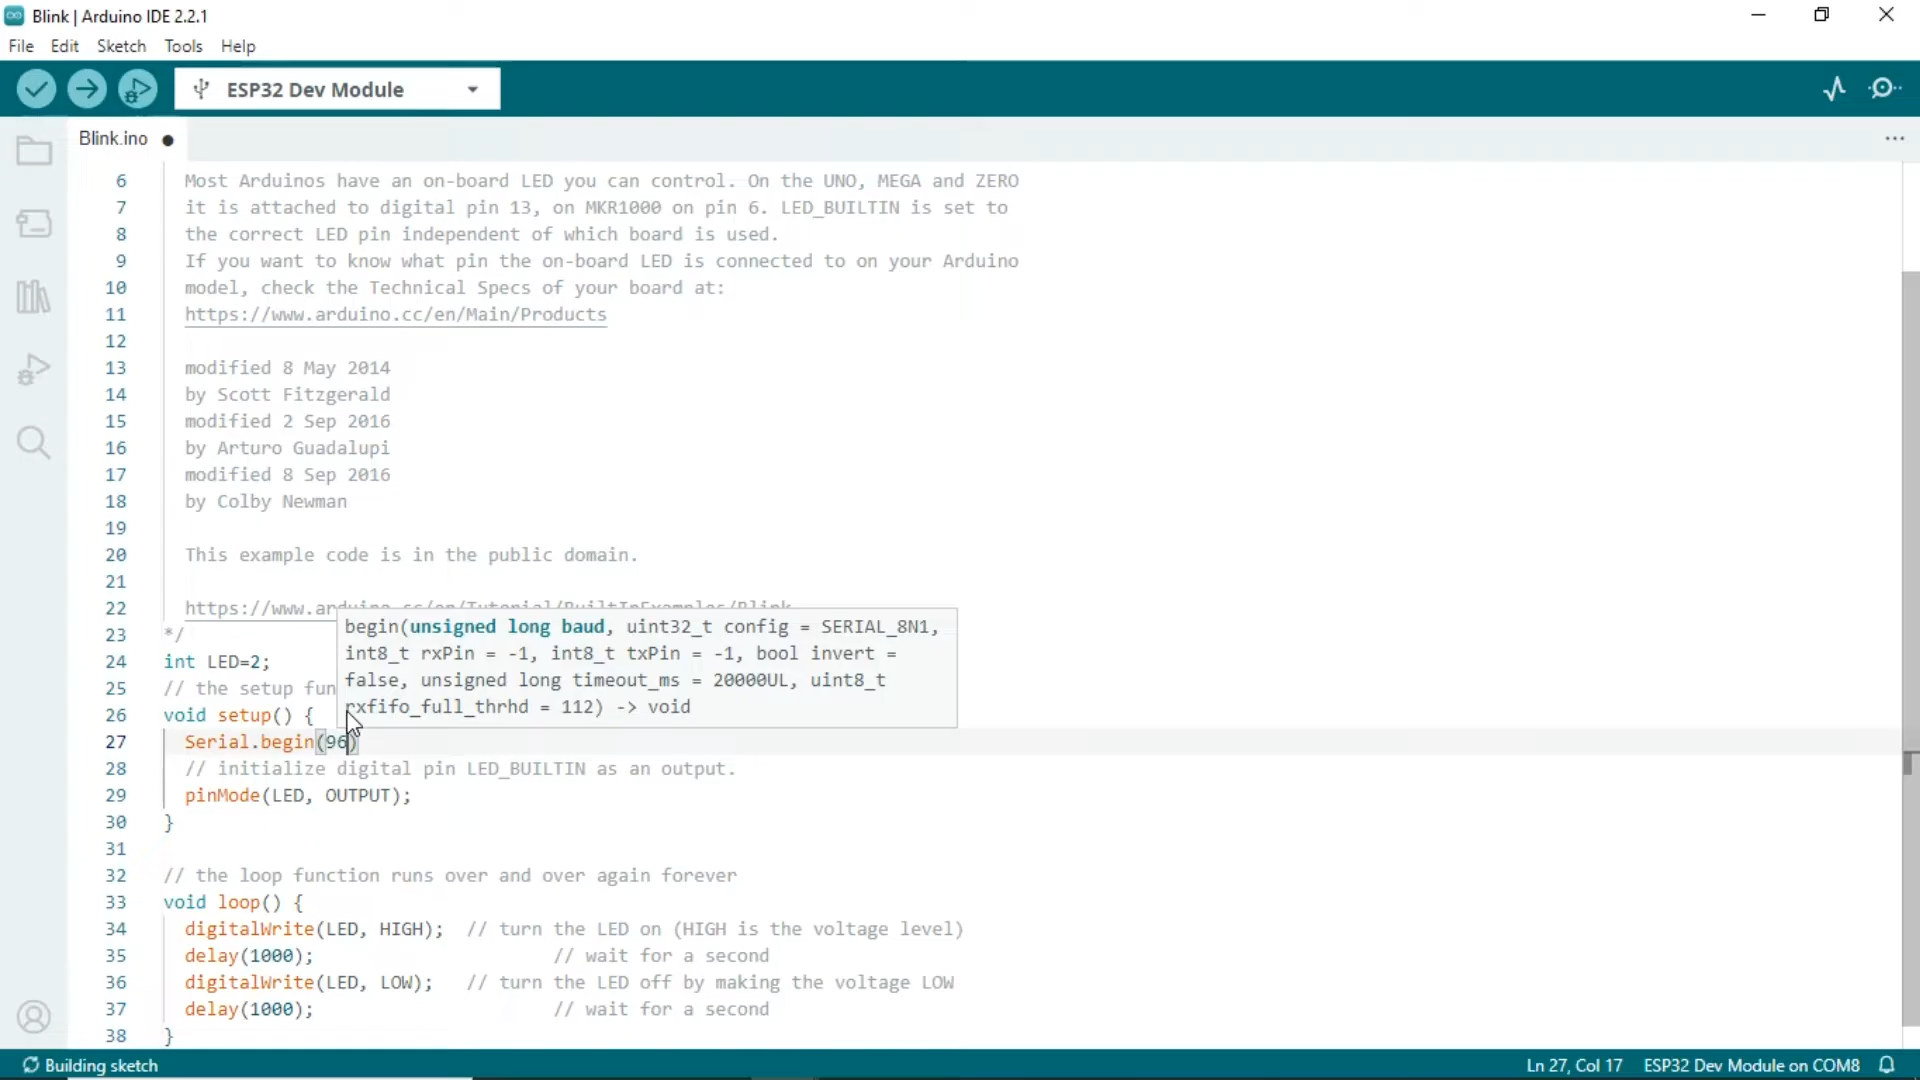 Blink | Arduino IDE 2.2.1
File Edit Sketch Tools Help
ESP32 Dev Module
Blink.ino
6 Most Arduinos have an on-board LED you can control. On the UNO, MEGA and ZERO
7 it is attached to digital pin 13, on MKR1000 on pin 6. LED_BUILTIN is set to
8 the correct LED pin independent of which board is used.
9 If you want to know what pin the on-board LED is connected to on your Arduino
10 model, check the Technical Specs of your board at:
11 https://www.arduino.cc/en/Main/Products
12
13 modified 8 May 2014
14 by Scott Fitzgerald
15 modified 2 Sep 2016
16 by Arturo Guadalupi
17 modified 8 Sep 2016
18 by Colby Newman
19
20 This example code is in the public domain.
21
22 https://www.arduino.cc/en/Tutorial/BuiltInExamples/Blink
begin(unsigned long baud, uint32_t config = SERIAL_8N1,
int8_t rxPin = -1, int8_t txPin = -1, bool invert =
false, unsigned long timeout_ms = 20000UL, uint8_t
rxfifo_full_thrhd = 112) -> void
23 */
24 int LED=2;
25 // the setup fun
26 void setup() {
27 Serial.begin(96)
28 // initialize digital pin LED_BUILTIN as an output.
29 pinMode(LED, OUTPUT);
30 }
31
32 // the loop function runs over and over again forever
33 void loop() {
34 digitalWrite(LED, HIGH); // turn the LED on (HIGH is the voltage level)
35 delay(1000); // wait for a second
36 digitalWrite(LED, LOW); // turn the LED off by making the voltage LOW
37 delay(1000); // wait for a second
38 }
Building sketch
Ln 27, Col 17 ESP32 Dev Module on COM8